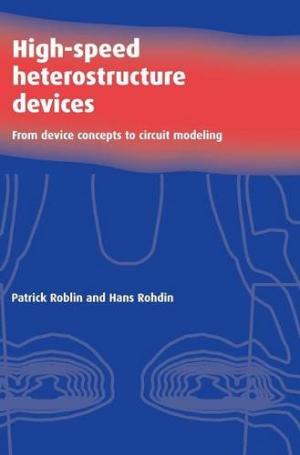 High-speed
heterostructure
devices
From device concepts to circuit modeling
Patrick Roblin and Hans Rohdin